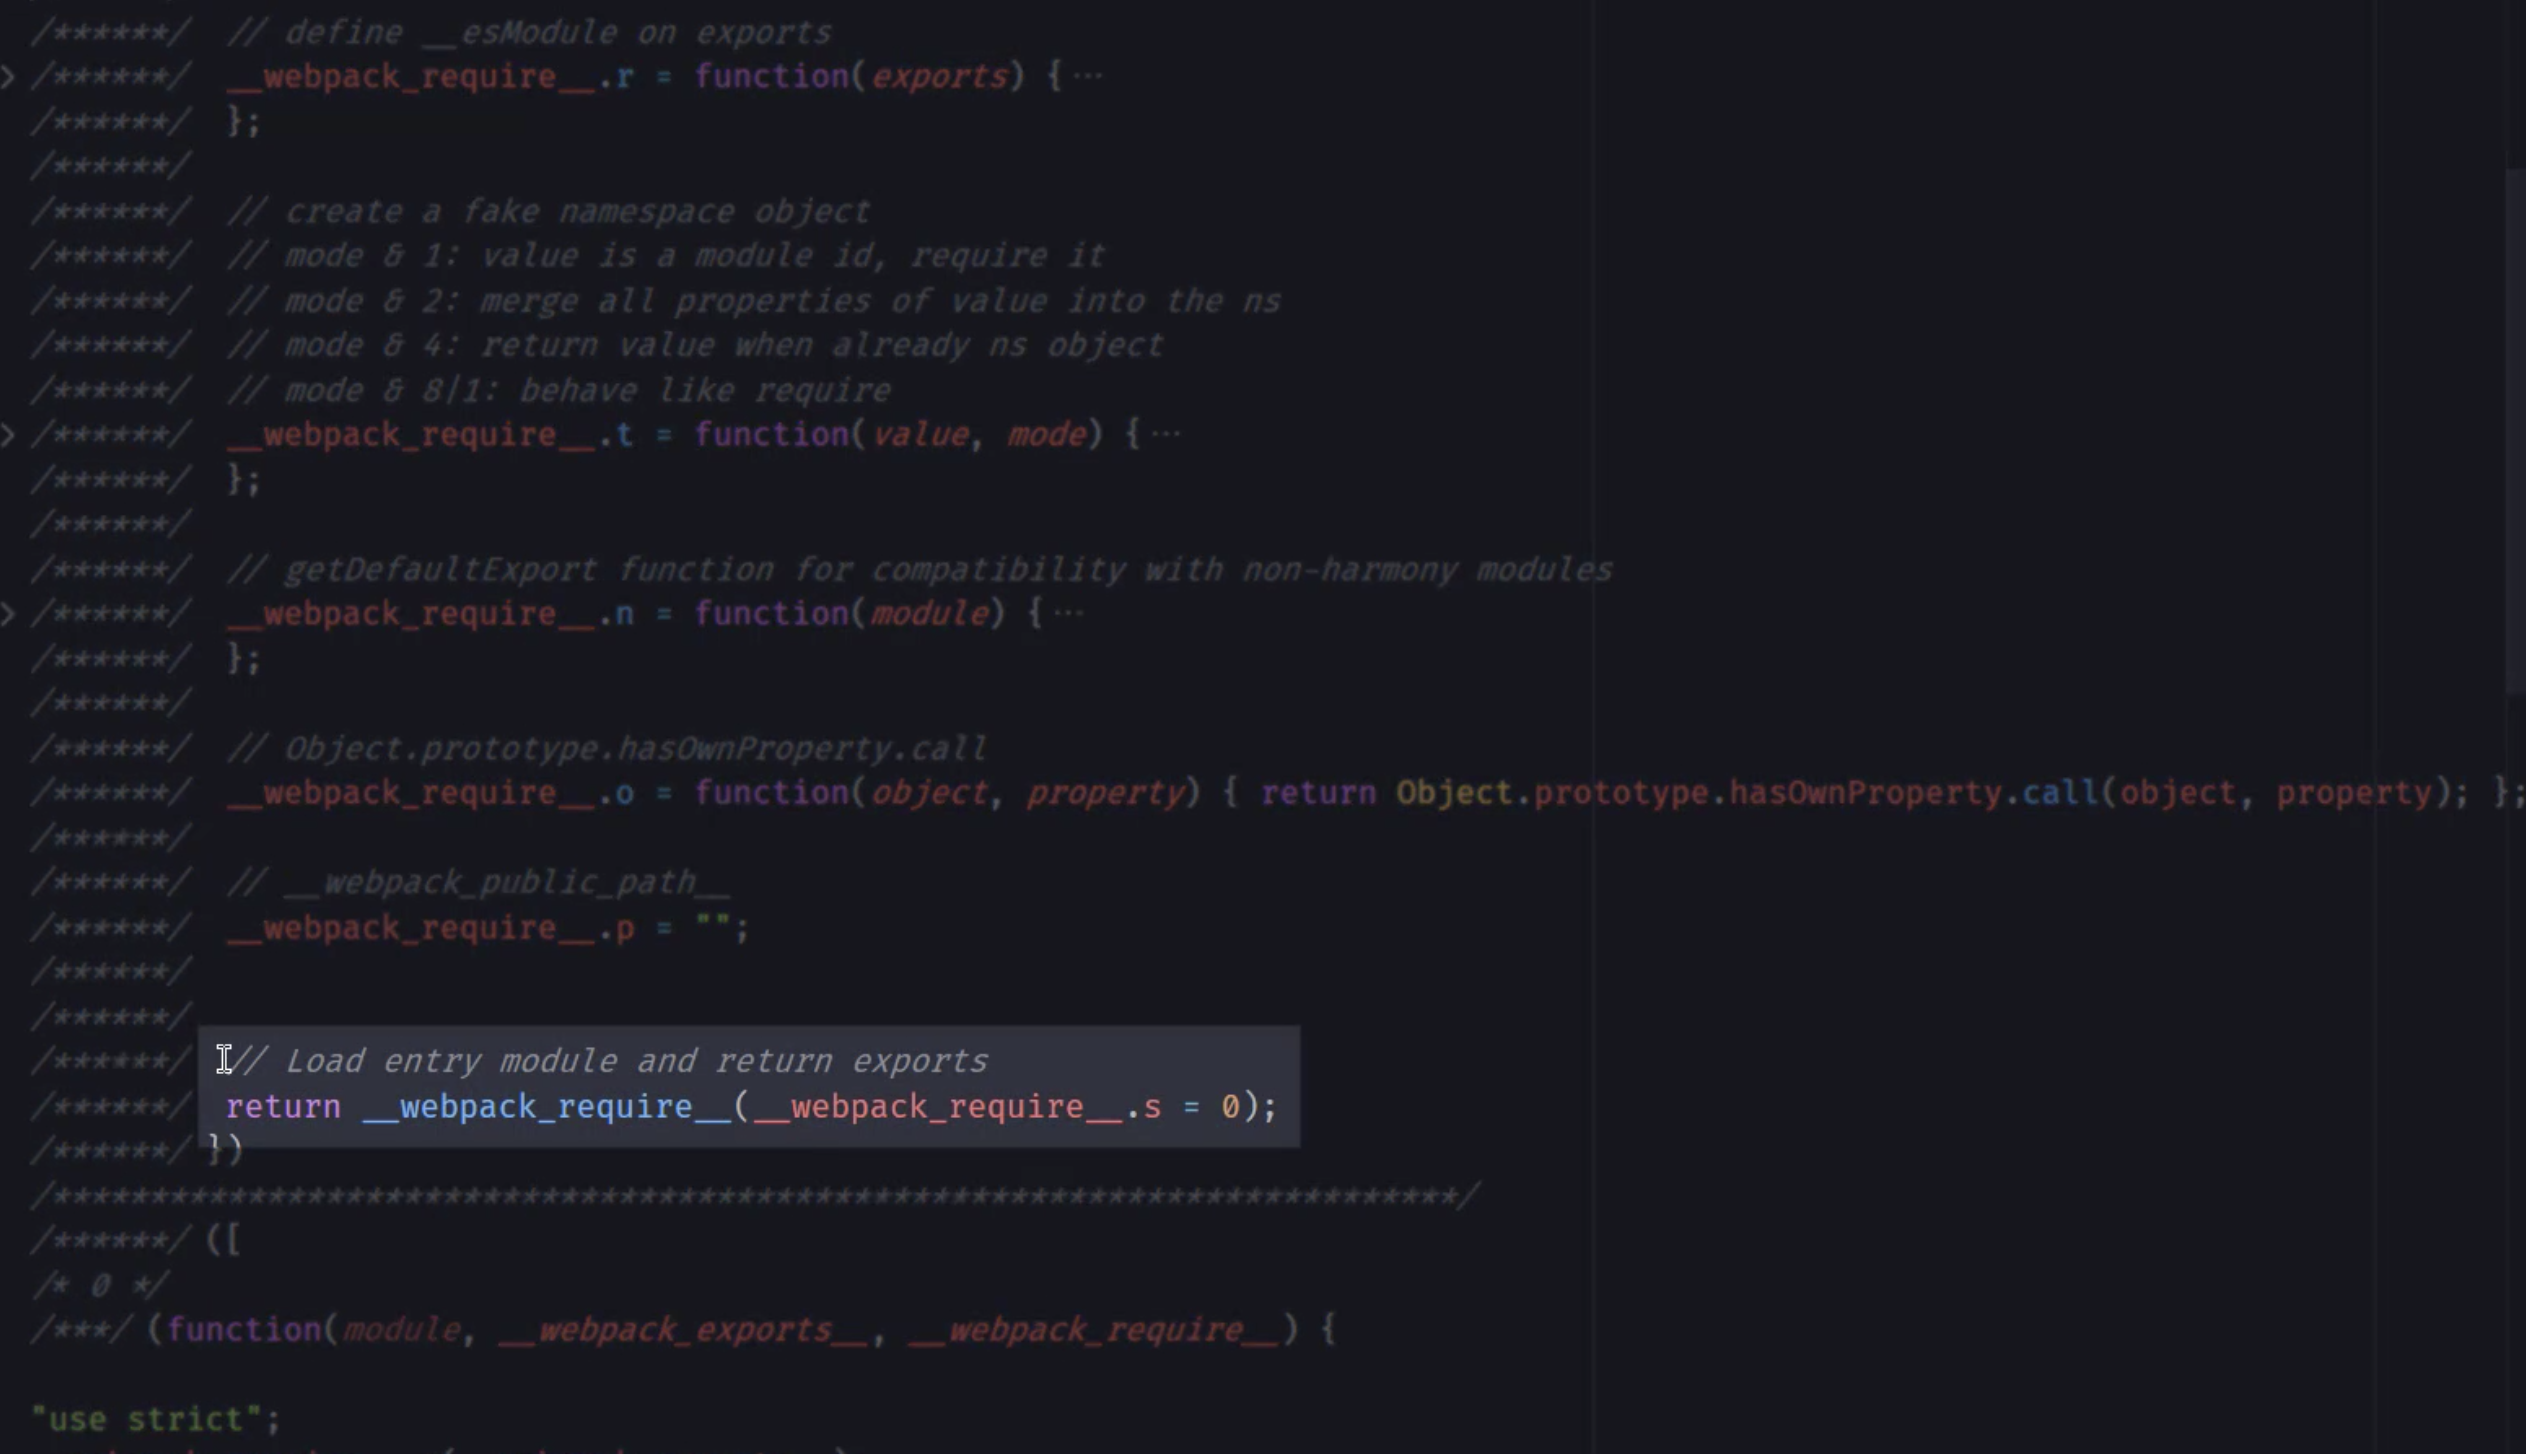 /******/  // define __esModule on exports
/******/  __webpack_require__.r = function(exports) {···
/******/  };
/******/
/******/  // create a fake namespace object
/******/  // mode & 1: value is a module id, require it
/******/  // mode & 2: merge all properties of value into the ns
/******/  // mode & 4: return value when already ns object
/******/  // mode & 8|1: behave like require
/******/  __webpack_require__.t = function(value, mode) {···
/******/  };
/******/
/******/  // getDefaultExport function for compatibility with non-harmony modules
/******/  __webpack_require__.n = function(module) {···
/******/  };
/******/
/******/  // Object.prototype.hasOwnProperty.call
/******/  __webpack_require__.o = function(object, property) { return Object.prototype.hasOwnProperty.call(object, property); };
/******/
/******/  // __webpack_public_path__
/******/  __webpack_require__.p = "";
/******/
/******/
/******/  // Load entry module and return exports
/******/  return __webpack_require__(__webpack_require__.s = 0);
/******/ })
/************************************************************************/
/******/ ([
/* 0 */
/***/ (function(module, __webpack_exports__, __webpack_require__) {
"use strict";